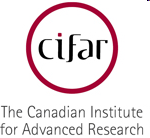 cifar
The Canadian Institute
for Advanced Research